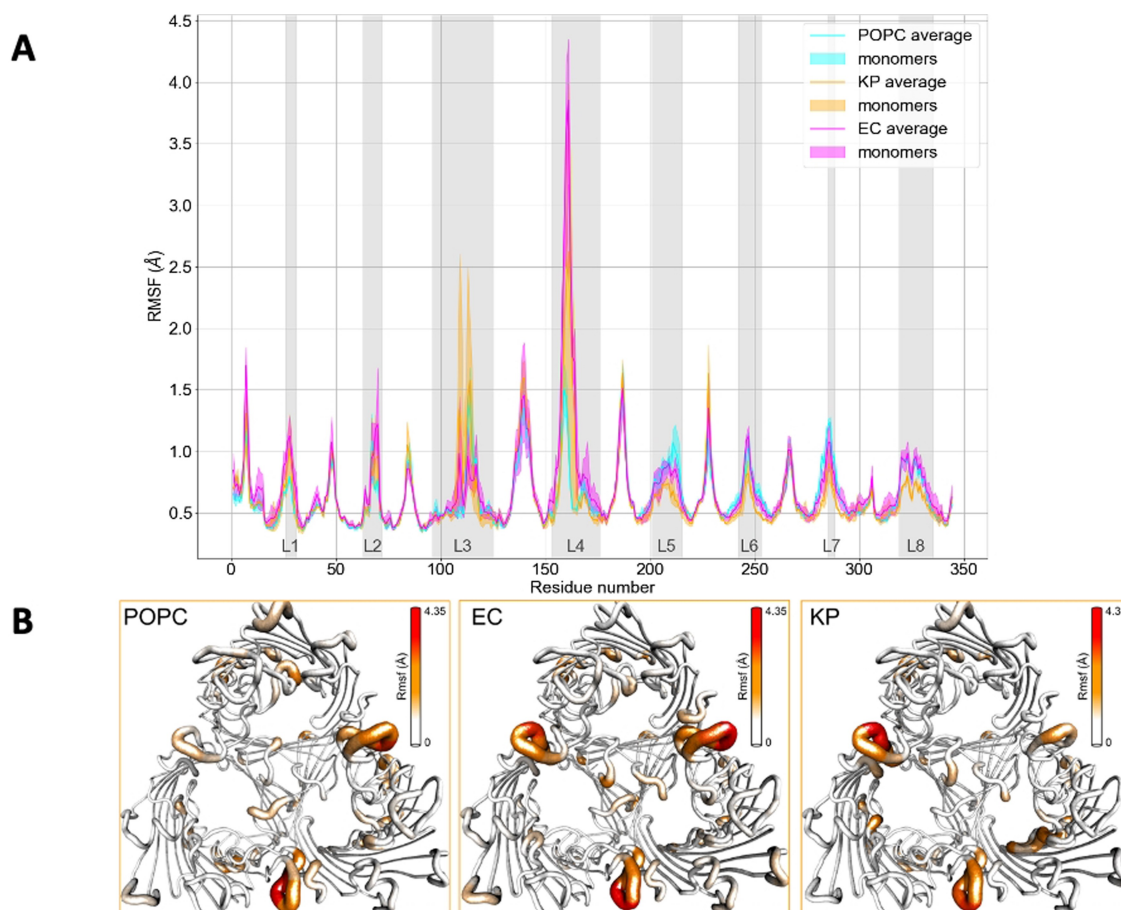 A
4.5
4.0
3.5
3.0
2.5
2.0
1.5
1.0
0.5
RMSF (Å)
POPC average
monomers
KP average
monomers
EC average
monomers
L1 L2 L3 L4 L5 L6 L7 L8
0 50 100 150 200 250 300 350
Residue number
B
POPC
4.35
Rmsf (Å)
0
EC
4.35
Rmsf (Å)
0
KP
4.3
Rmsf (Å)
0